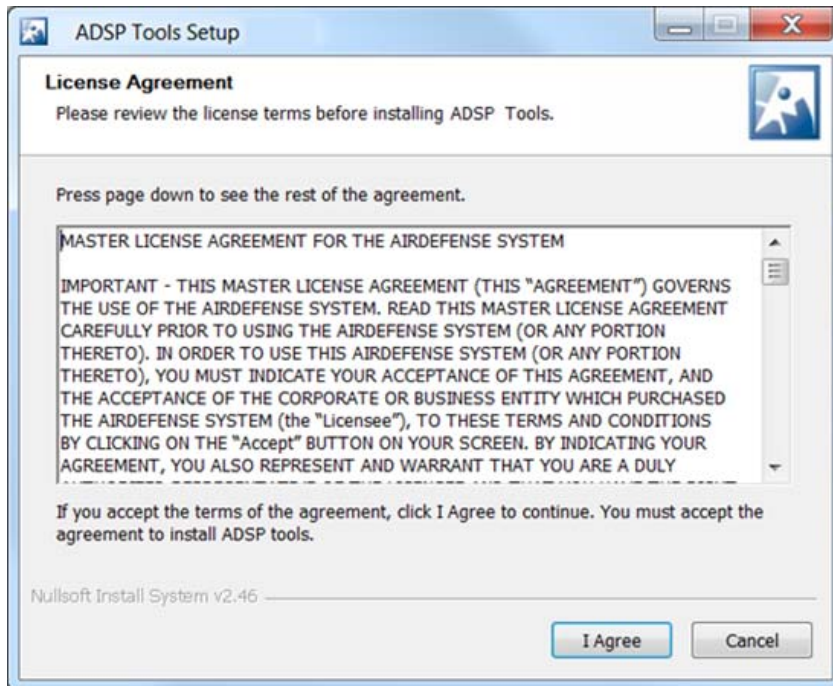 ADSP Tools Setup
License Agreement
Please review the license terms before installing ADSP Tools.
Press page down to see the rest of the agreement.
MASTER LICENSE AGREEMENT FOR THE AIRDEFENSE SYSTEM
IMPORTANT - THIS MASTER LICENSE AGREEMENT (THIS “AGREEMENT”) GOVERNS
THE USE OF THE AIRDEFENSE SYSTEM. READ THIS MASTER LICENSE AGREEMENT
CAREFULLY PRIOR TO USING THE AIRDEFENSE SYSTEM (OR ANY PORTION
THERETO). IN ORDER TO USE THIS AIRDEFENSE SYSTEM (OR ANY PORTION
THERETO), YOU MUST INDICATE YOUR ACCEPTANCE OF THIS AGREEMENT, AND
THE ACCEPTANCE OF THE CORPORATE OR BUSINESS ENTITY WHICH PURCHASED
THE AIRDEFENSE SYSTEM (the “Licensee”), TO THESE TERMS AND CONDITIONS
BY CLICKING ON THE “Accept” BUTTON ON YOUR SCREEN. BY INDICATING YOUR
AGREEMENT, YOU ALSO REPRESENT AND WARRANT THAT YOU ARE A DULY
If you accept the terms of the agreement, click I Agree to continue. You must accept the
agreement to install ADSP tools.
Nullsoft Install System v2.46
I Agree
Cancel